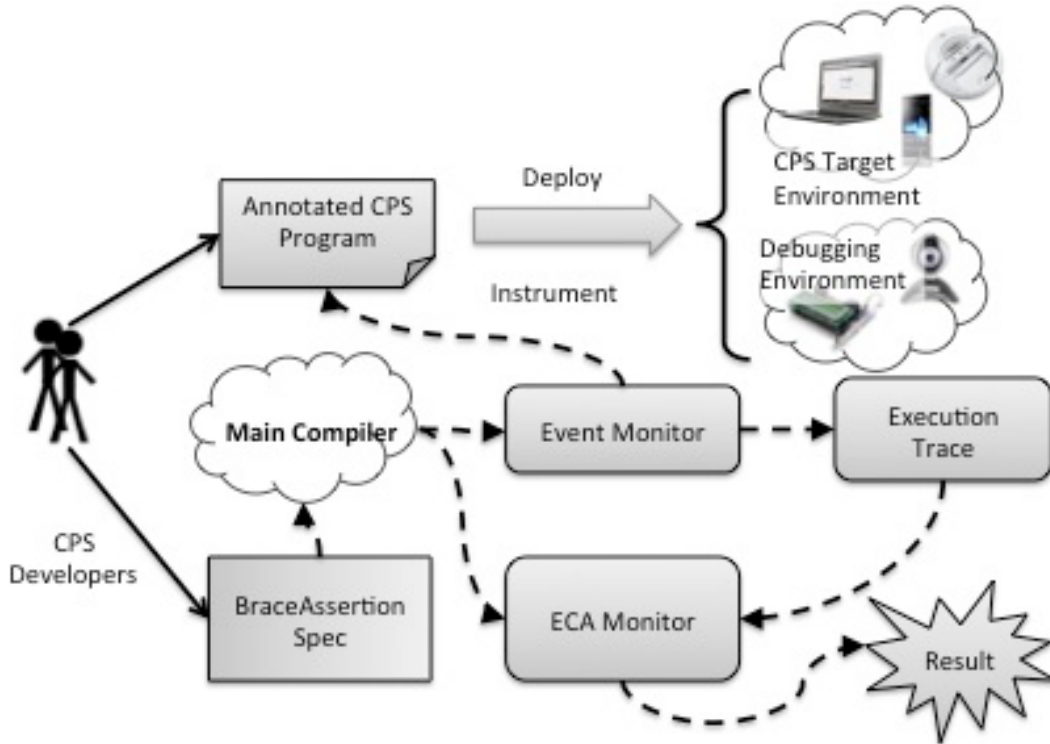 CPS Target
Environment
Deploy
Annotated CPS
Program
Debugging
Environment
Instrument
Main Compiler
Event Monitor
Execution
Trace
CPS
Developers
BraceAssertion
Spec
ECA Monitor
Result